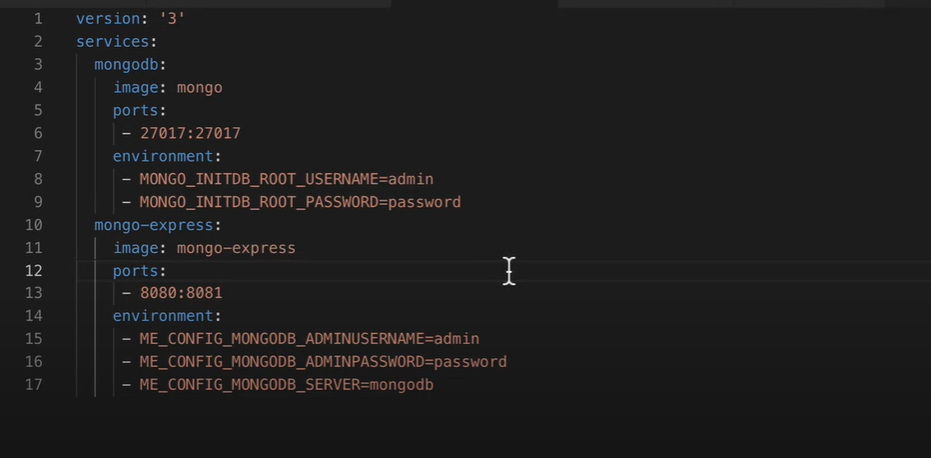 1 version: '3'
2 services:
3   mongodb:
4     image: mongo
5     ports:
6      - 27017:27017
7     environment:
8      - MONGO_INITDB_ROOT_USERNAME=admin
9      - MONGO_INITDB_ROOT_PASSWORD=password
10   mongo-express:
11     image: mongo-express
12     ports:
13      - 8080:8081
14     environment:
15      - ME_CONFIG_MONGODB_ADMINUSERNAME=admin
16      - ME_CONFIG_MONGODB_ADMINPASSWORD=password
17      - ME_CONFIG_MONGODB_SERVER=mongodb